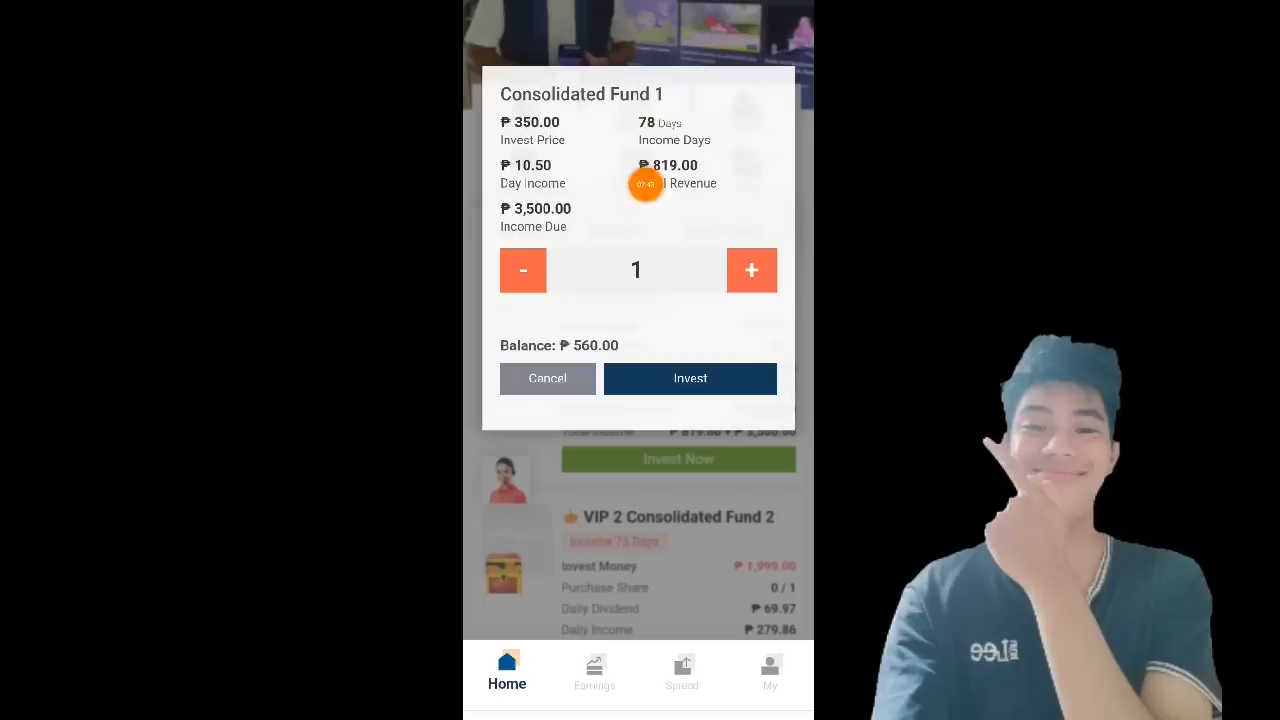 Consolidated Fund 1
₱ 350.00
78 Days
Invest Price
Income Days
₱ 10.50
₱ 819.00
Day Income
Revenue
₱ 3,500.00
Income Due
02:43
-
1
+
Balance: ₱ 560.00
Cancel
Invest
Invest Now
VIP 2 Consolidated Fund 2
Income 75 Days
Invest Money
₱ 1,999.00
Purchase Share
0 / 1
Daily Dividend
₱ 69.97
Daily Income
₱ 279.86
Home
Earnings
Spread
My
Lee